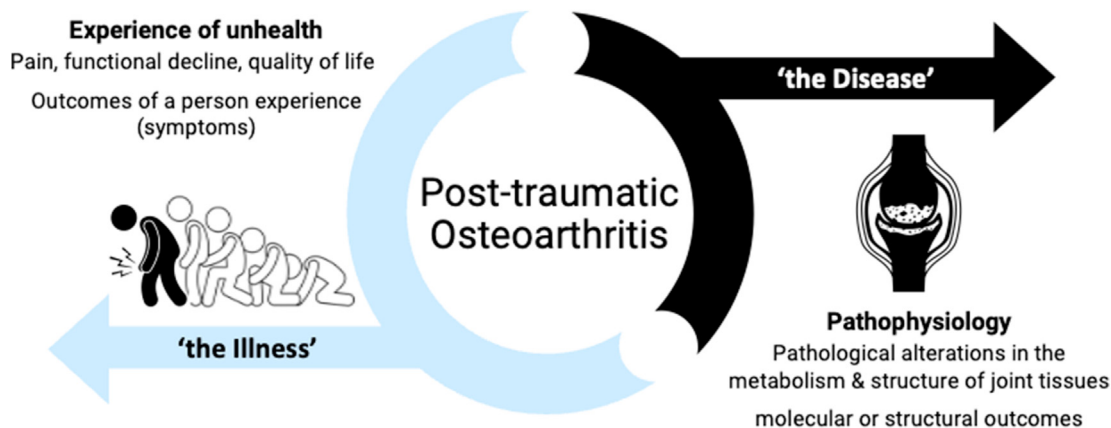 Experience of unhealth
Pain, functional decline, quality of life
Outcomes of a person experience
(symptoms)
'the Illness'
Post-traumatic
Osteoarthritis
'the Disease'
Pathophysiology
Pathological alterations in the
metabolism & structure of joint tissues
molecular or structural outcomes